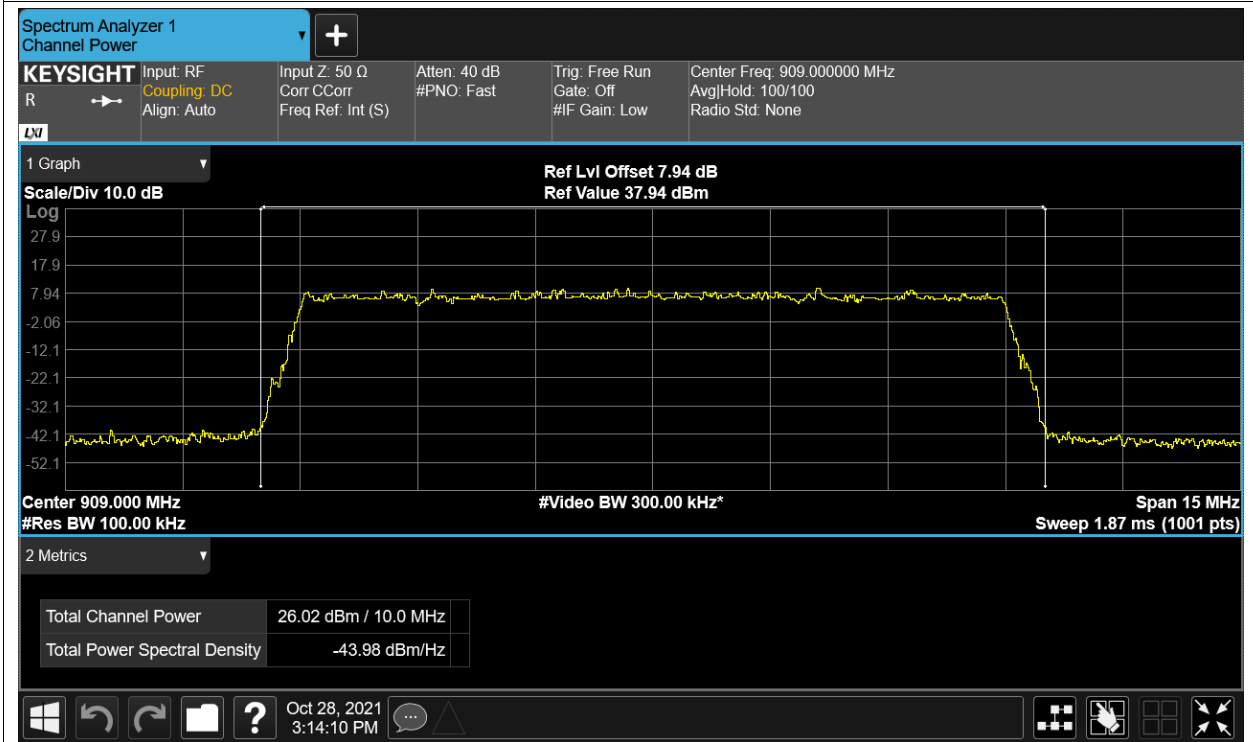 Spectrum Analyzer 1
Channel Power
+
KEYSIGHT
R
LXI
Input: RF
Coupling: DC
Align: Auto
Input Z: 50 Ω
Corr CCorr
Freq Ref: Int (S)
Atten: 40 dB
#PNO: Fast
Trig: Free Run
Gate: Off
#IF Gain: Low
Center Freq: 909.000000 MHz
Avg|Hold: 100/100
Radio Std: None
1 Graph
Scale/Div 10.0 dB
Ref Lvl Offset 7.94 dB
Ref Value 37.94 dBm
Log
27.9
17.9
7.94
-2.06
-12.1
-22.1
-32.1
-42.1
-52.1
Center 909.000 MHz
#Res BW 100.00 kHz
#Video BW 300.00 kHz*
Span 15 MHz
Sweep 1.87 ms (1001 pts)
2 Metrics
Total Channel Power 26.02 dBm / 10.0 MHz
Total Power Spectral Density -43.98 dBm/Hz
?
Oct 28, 2021
3:14:10 PM